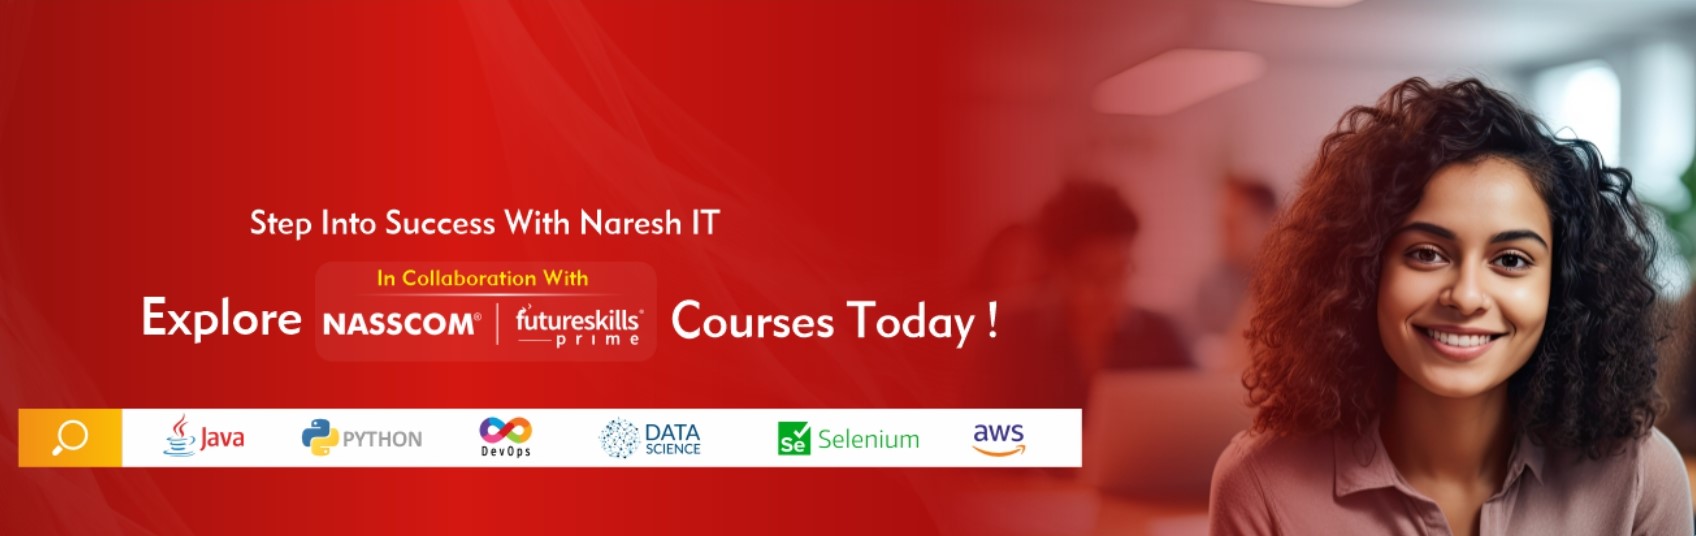 Step Into Success With Naresh IT
In Collaboration With
Explore NASSCOM® | futureskills® Courses Today !
prime
Java PYTHON DevOps DATA SCIENCE Se Selenium aws